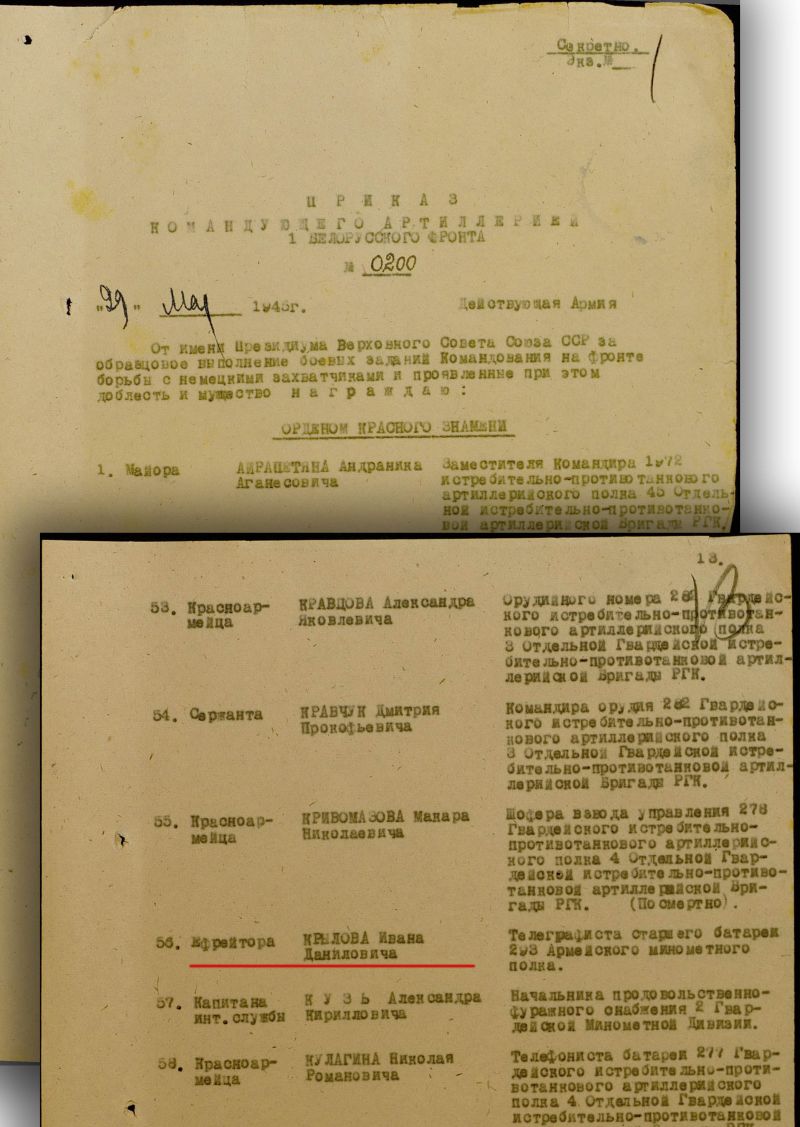 Секретно.
Экз.№
П Р И К А З
К О М А Н Д У Ю Щ Е Г О А Р Т И Л Л Е Р И Е Й
1 БЕЛОРУССКОГО ФРОНТА
№ 0200
"29" Мая 1945г. Действующая Армия
От имени Президиума Верховного Совета Союза ССР за
образцовое выполнение боевых заданий Командования на фронте
борьбы с немецкими захватчиками и проявленные при этом
доблесть и мужество н а г р а ж д а ю :
ОРДЕНОМ КРАСНОГО ЗНАМЕНИ
1. Майора АЙРАПЕТЯНА Андраника Заместителя Командира 1972
Аганесовича истребительно-противотанкового
артиллерийского полка 45 Отдель-
ной истребительно-противотанко-
вой артиллерийской Бригады РГК.
13.
53. Красноар- КРАВЦОВА Александра Орудийного номера Гвардейс-
мейца Яковлевича кого истребительно-противотан-
кового артиллерийского полка
3 Отдельной Гвардейской истре-
бительно-противотанковой артил-
лерийской Бригады РГК.
54. Сержанта КРАВЧУК Дмитрия Командира орудия 282 Гвардейс-
Прокофьевича кого истребительно-противотан-
кового артиллерийского полка
3 Отдельной Гвардейской истре-
бительно-противотанковой артил-
лерийской Бригады РГК.
55. Красноар- КРИВОМАЗОВА Макара Шофера взвода управления 278
мейца Николаевича Гвардейского истребительно-
противотанкового артиллерийс-
кого полка 4 Отдельной Гвар-
дейской истребительно-противо-
танковой артиллерийской Бри-
гады РГК. (Посмертно).
56. Ефрейтора КРЫЛОВА Ивана Телеграфиста старшего батареи
Даниловича 293 Армейского минометного
полка.
57. Капитана К У З Ь Александра Начальника продовольственно-
инт.службы Кирилловича фуражного снабжения 2 Гвар-
дейской Минометной Дивизии.
58. Красноар- КУЛАГИНА Николая Телефониста батареи 277 Гвар-
мейца Романовича дейского истребительно-проти-
вотанкового артиллерийского
полка 4 Отдельной Гвардейской
истребительно-противотанковой